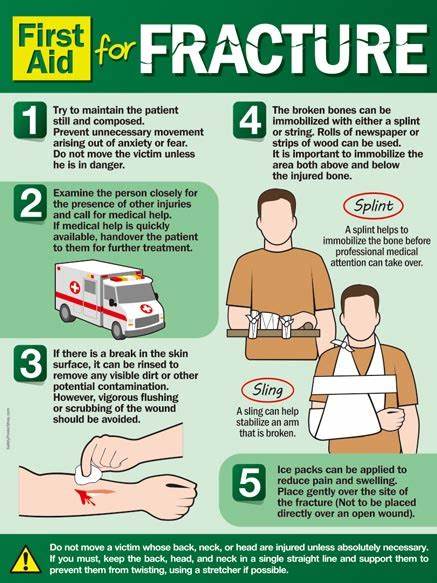 First
Aid
for FRACTURE
1
Try to maintain the patient
still and composed.
Prevent unnecessary movement
arising out of anxiety or fear.
Do not move the victim unless
he is in danger.
2
Examine the person closely for
the presence of other injuries
and call for medical help.
If medical help is quickly
available, handover the patient
to them for further treatment.
3
If there is a break in the skin
surface, it can be rinsed to
remove any visible dirt or other
potential contamination.
However, vigorous flushing
or scrubbing of the wound
should be avoided.
4
The broken bones can be
immobilized with either a splint
or string. Rolls of newspaper or
strips of wood can be used.
It is important to immobilize the
area both above and below
the injured bone.
Splint
A splint helps to
immobilize the bone before
professional medical
attention can take over.
Sling
A sling can help
stabilize an arm
that is broken.
5
Ice packs can be applied to
reduce pain and swelling.
Place gently over the site of
the fracture (Not to be placed
directly over an open wound).
Do not move a victim whose back, neck, or head are injured unless absolutely necessary.
If you must, keep the back, head, and neck in a single straight line and support them to
prevent them from twisting, using a stretcher if possible.